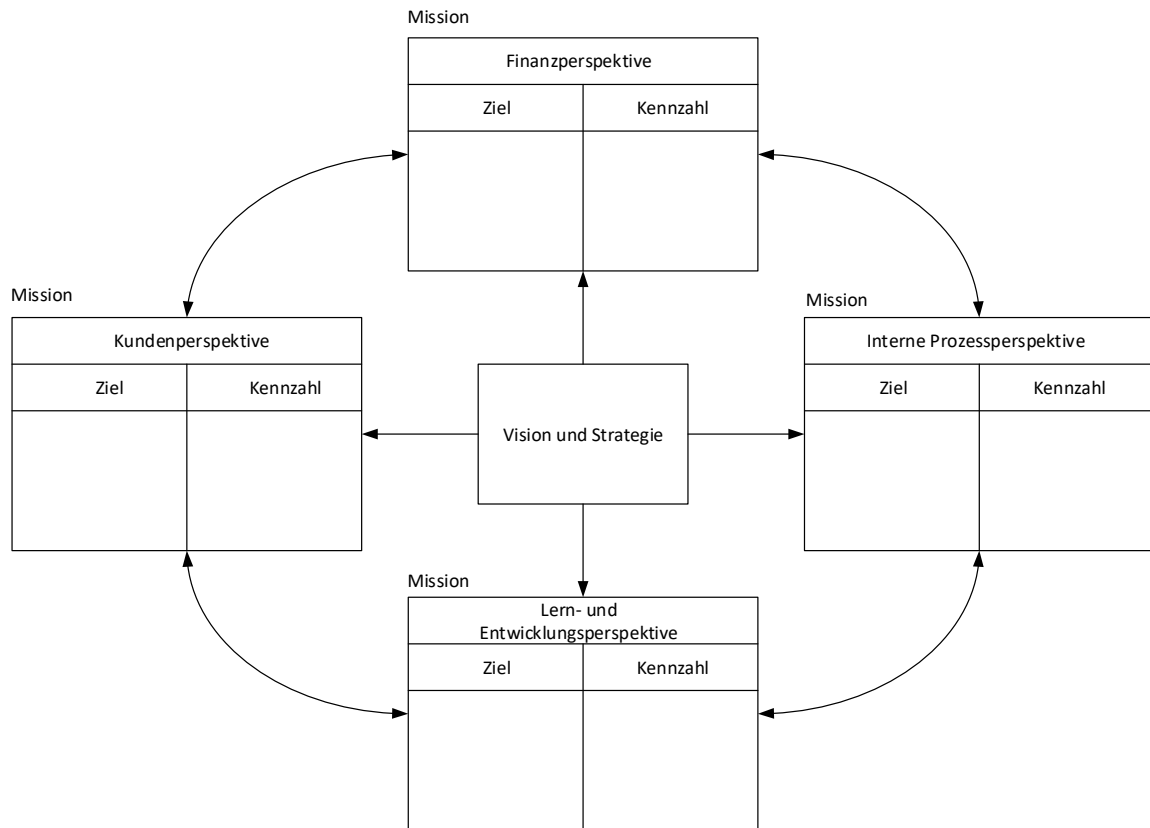 Mission
Finanzperspektive
Ziel
Kennzahl
Mission
Kundenperspektive
Ziel
Kennzahl
Vision und Strategie
Mission
Interne Prozessperspektive
Ziel
Kennzahl
Mission
Lern- und
Entwicklungsperspektive
Ziel
Kennzahl